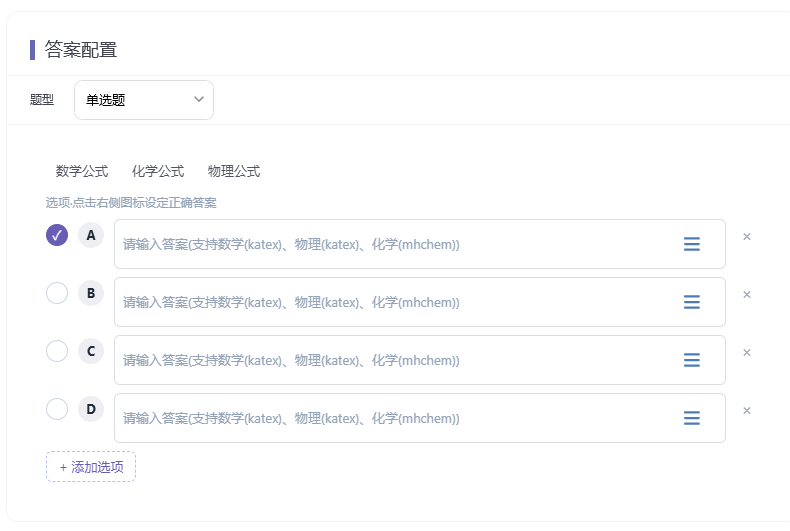 答案配置
题型 单选题
数学公式 化学公式 物理公式
选项·点击右侧图标设定正确答案
✓ A 请输入答案(支持数学(katex)、物理(katex)、化学(mhchem)) ×
B 请输入答案(支持数学(katex)、物理(katex)、化学(mhchem)) ×
C 请输入答案(支持数学(katex)、物理(katex)、化学(mhchem)) ×
D 请输入答案(支持数学(katex)、物理(katex)、化学(mhchem)) ×
+ 添加选项